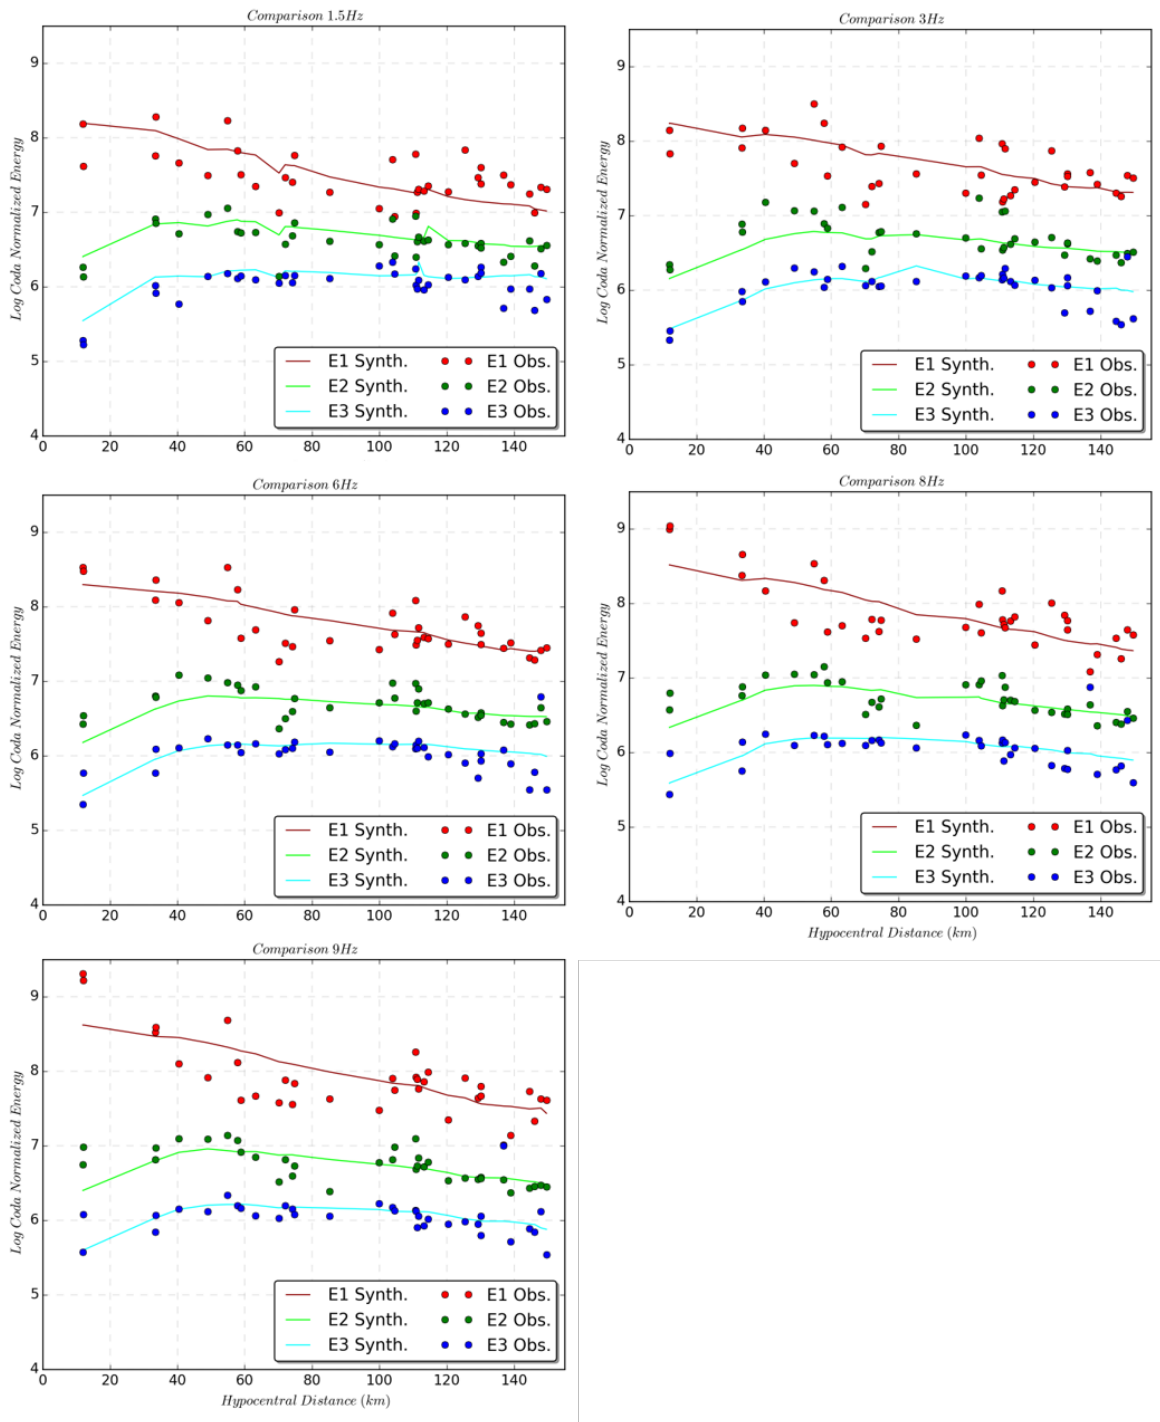 Comparison 1.5Hz
Log Coda Normalized Energy
9
8
7
6
5
4
0 20 40 60 80 100 120 140
E1 Synth. E1 Obs.
E2 Synth. E2 Obs.
E3 Synth. E3 Obs.
Comparison 3Hz
Log Coda Normalized Energy
9
8
7
6
5
4
0 20 40 60 80 100 120 140
E1 Synth. E1 Obs.
E2 Synth. E2 Obs.
E3 Synth. E3 Obs.
Comparison 6Hz
Log Coda Normalized Energy
9
8
7
6
5
4
0 20 40 60 80 100 120 140
E1 Synth. E1 Obs.
E2 Synth. E2 Obs.
E3 Synth. E3 Obs.
Comparison 8Hz
Log Coda Normalized Energy
9
8
7
6
5
4
0 20 40 60 80 100 120 140
Hypocentral Distance (km)
E1 Synth. E1 Obs.
E2 Synth. E2 Obs.
E3 Synth. E3 Obs.
Comparison 9Hz
Log Coda Normalized Energy
9
8
7
6
5
4
0 20 40 60 80 100 120 140
Hypocentral Distance (km)
E1 Synth. E1 Obs.
E2 Synth. E2 Obs.
E3 Synth. E3 Obs.